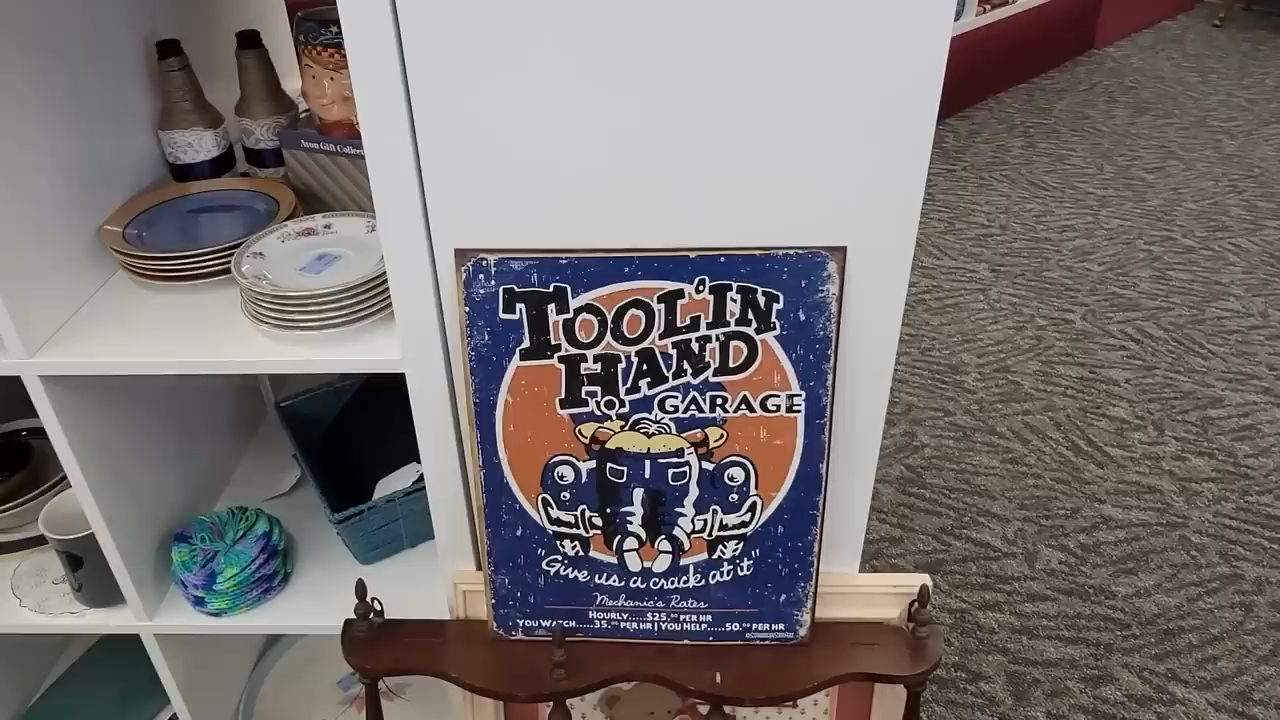 Avon Gift Collec
TOOL'IN
HAND
GARAGE
"Give us a crack at it"
Mechanic's Rates
HOURLY.....$25.00 PER HR
YOU WATCH.....35.00 PER HR | YOU HELP.....50.00 PER HR